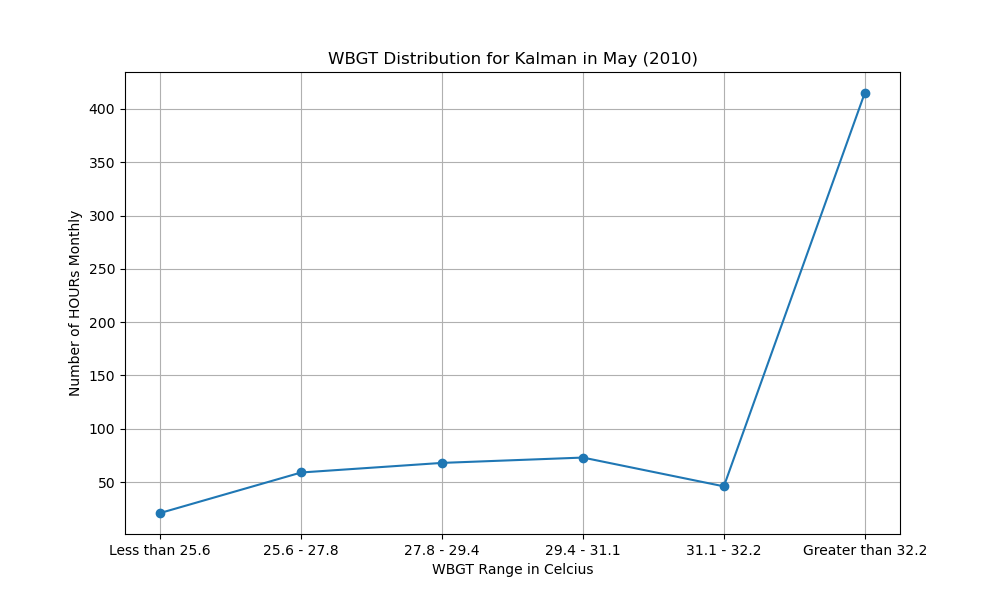 WBGT Distribution for Kalman in May (2010)
Number of HOURs Monthly
400
350
300
250
200
150
100
50
Less than 25.6
25.6 - 27.8
27.8 - 29.4
29.4 - 31.1
31.1 - 32.2
Greater than 32.2
WBGT Range in Celcius